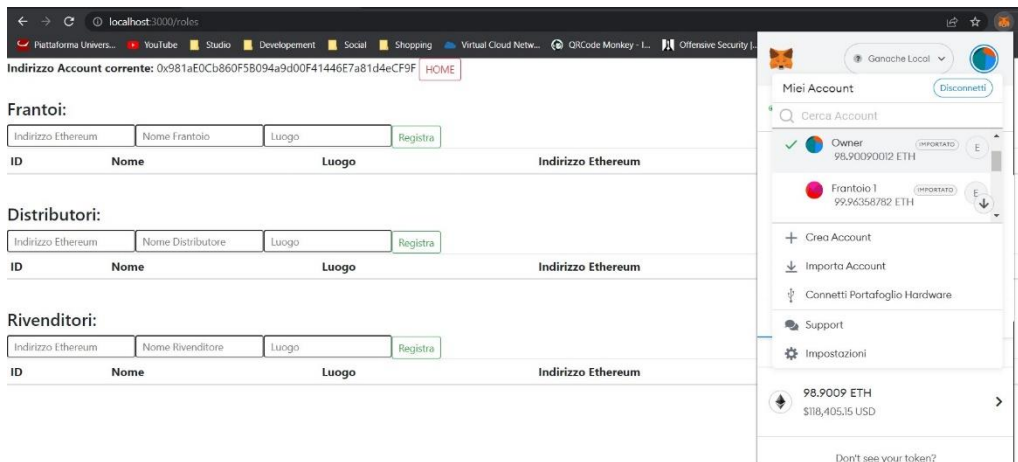 localhost:3000/roles
Piattaforma Univers... YouTube Studio Developement Social Shopping Virtual Cloud Netw... QRCode Monkey - l... Offensive Security |...
Indirizzo Account corrente: 0x981aE0Cb860F5B094a9d00F41446E7a81d4eCF9F HOME
Frantoi:
Indirizzo Ethereum Nome Frantoio Luogo Registra
ID Nome Luogo Indirizzo Ethereum
Distributori:
Indirizzo Ethereum Nome Distributore Luogo Registra
ID Nome Luogo Indirizzo Ethereum
Rivenditori:
Indirizzo Ethereum Nome Rivenditore Luogo Registra
ID Nome Luogo Indirizzo Ethereum
Ganache Local
Miei Account Disconnetti
Cerca Account
Owner IMPORTATO E
98.90090012 ETH
Frantoio 1 IMPORTATO E
99.96358782 ETH
Crea Account
Importa Account
Connetti Portafoglio Hardware
Support
Impostazioni
98.9009 ETH
$118,405.15 USD
Don't see your token?